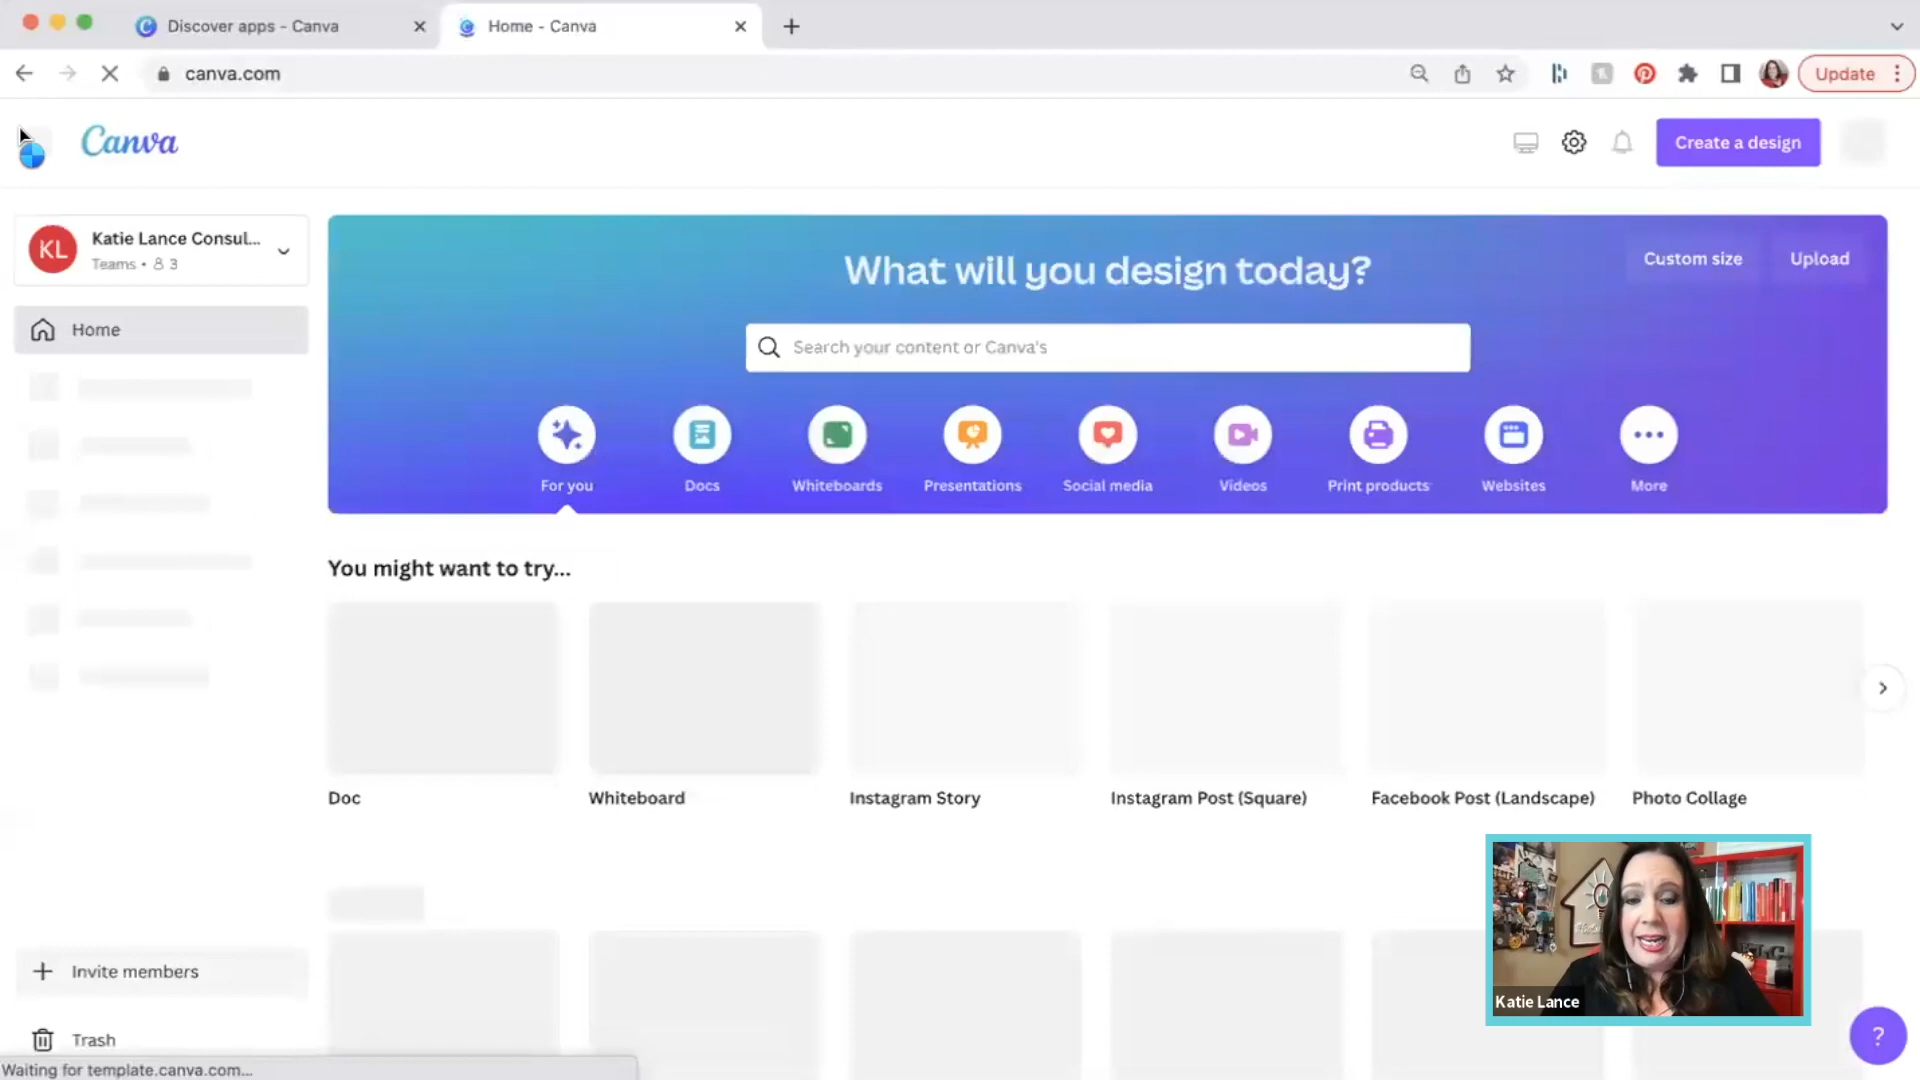 Discover apps - Canva
Home - Canva
canva.com
Update
Canva
Create a design
KL
Katie Lance Consul...
Teams • 3
Home
What will you design today?
Custom size
Upload
Search your content or Canva's
For you
Docs
Whiteboards
Presentations
Social media
Videos
Print products
Websites
More
You might want to try...
Doc
Whiteboard
Instagram Story
Instagram Post (Square)
Facebook Post (Landscape)
Photo Collage
Invite members
Katie Lance
?
Trash
Waiting for template.canva.com...